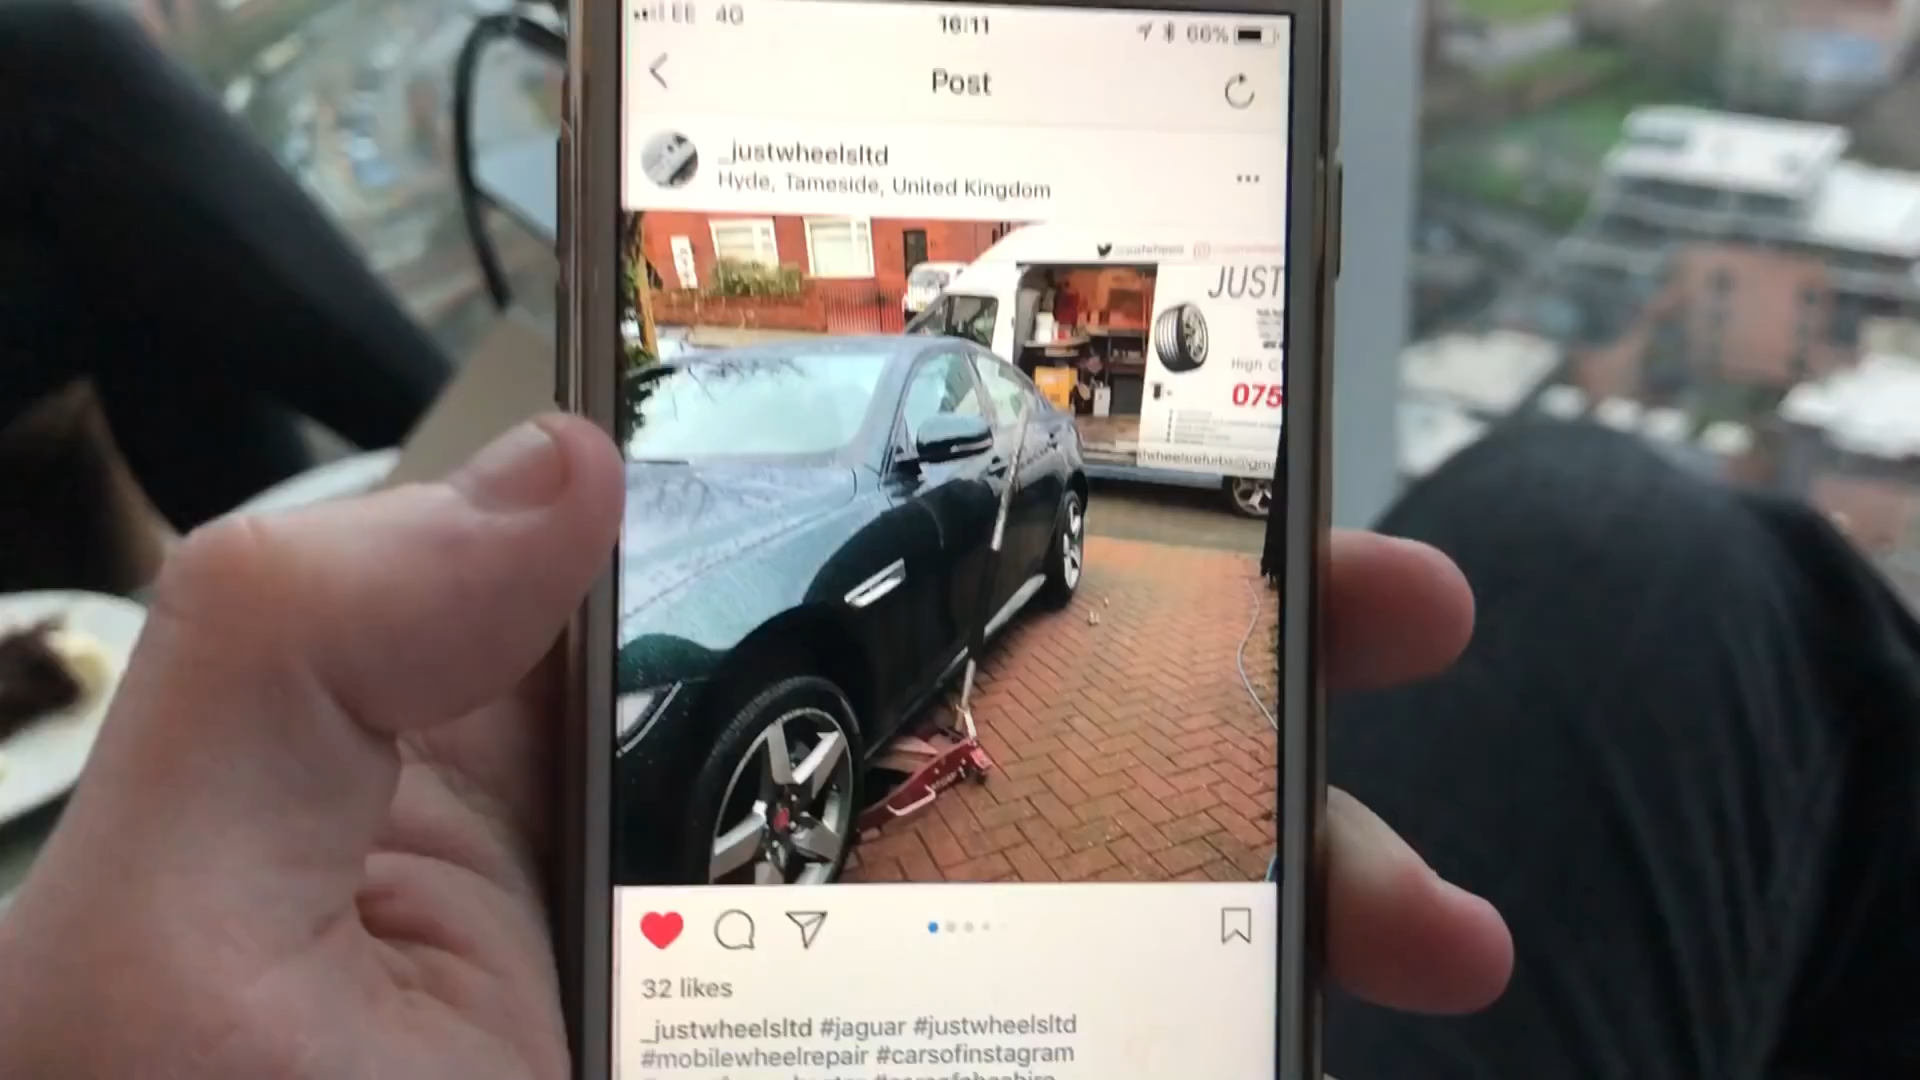 EE 4G 16:11 66%
Post
_justwheelsltd
Hyde, Tameside, United Kingdom
JUST
High C
075
32 likes
_justwheelsltd #jaguar #justwheelsltd
#mobilewheelrepair #carsofinstagram